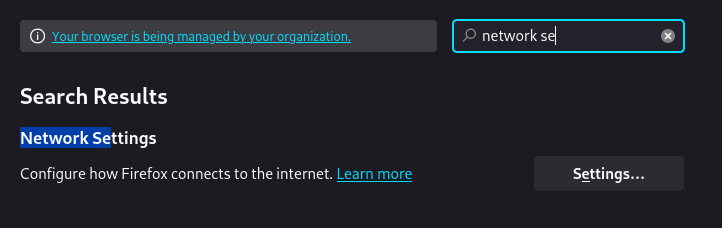 Your browser is being managed by your organization.
network se
Search Results
Network Settings
Configure how Firefox connects to the internet. Learn more
Settings...